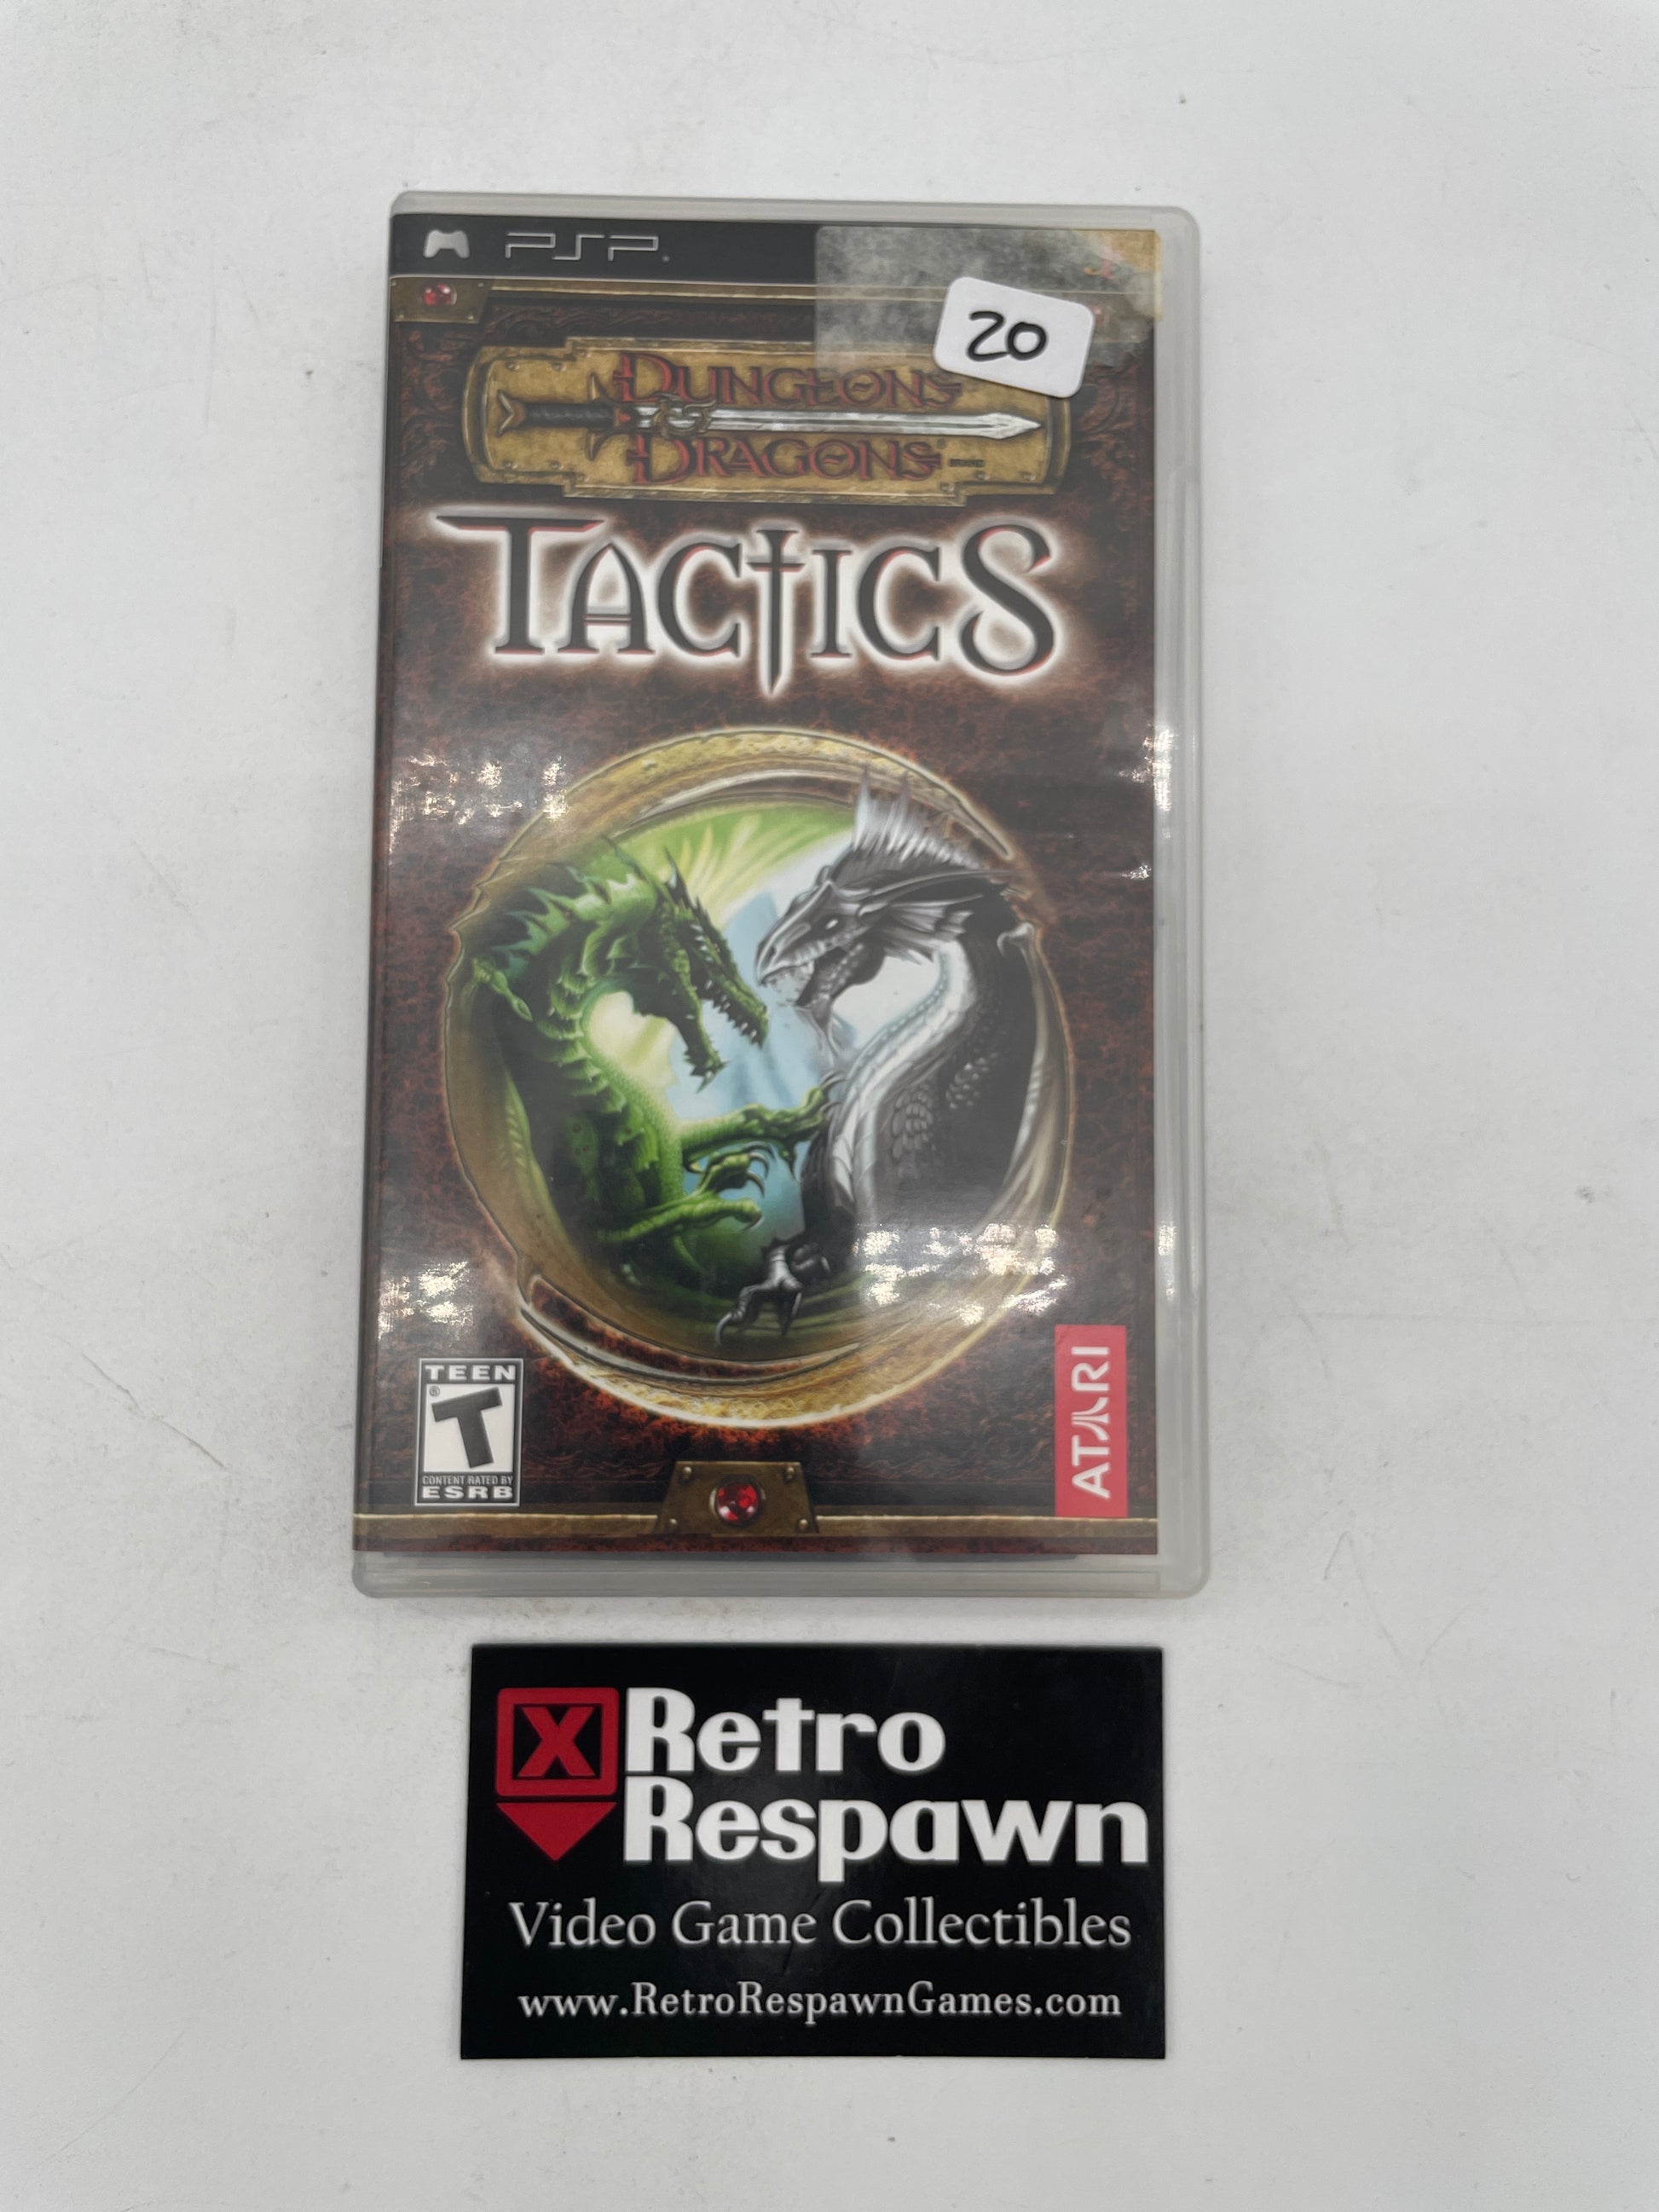 PSP
20
DUNGEONS
&
DRAGONS
TACTICS
TEEN
T
CONTENT RATED BY
ESRB
ATARI
X Retro
Respawn
Video Game Collectibles
www.RetroRespawnGames.com